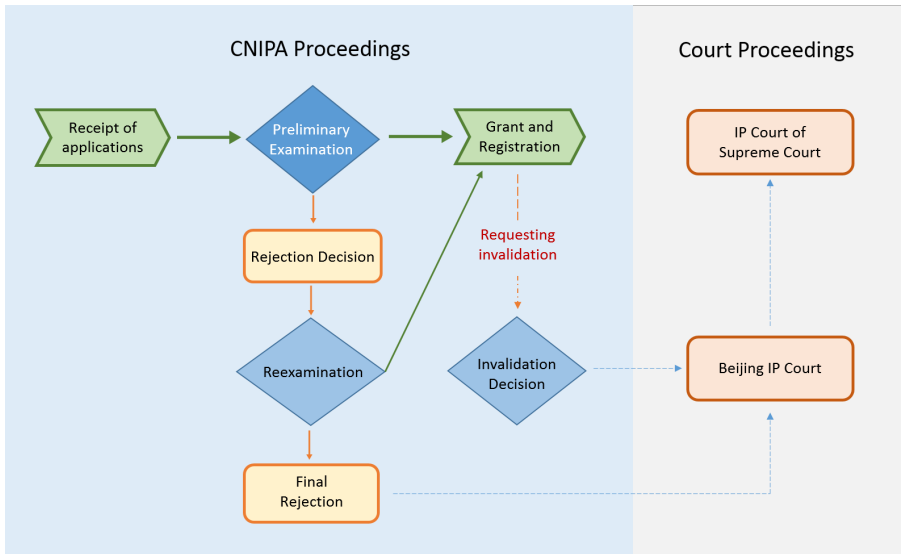 CNIPA Proceedings
Court Proceedings
Receipt of
applications
Preliminary
Examination
Grant and
Registration
IP Court of
Supreme Court
Requesting
invalidation
Rejection Decision
Reexamination
Invalidation
Decision
Beijing IP Court
Final
Rejection